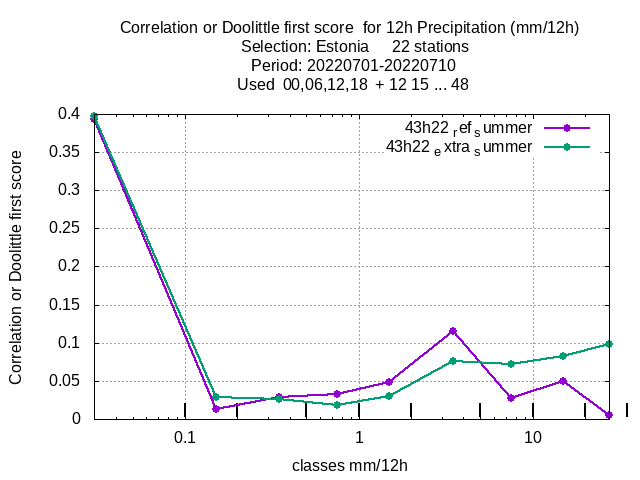 Correlation or Doolittle first score  for 12h Precipitation (mm/12h)
Selection: Estonia     22 stations
Period: 20220701-20220710
Used  00,06,12,18  + 12 15 ... 48
43h22 ref summer
43h22 extra summer
Correlation or Doolittle first score
0.4
0.35
0.3
0.25
0.2
0.15
0.1
0.05
0
0.1 1 10
classes mm/12h